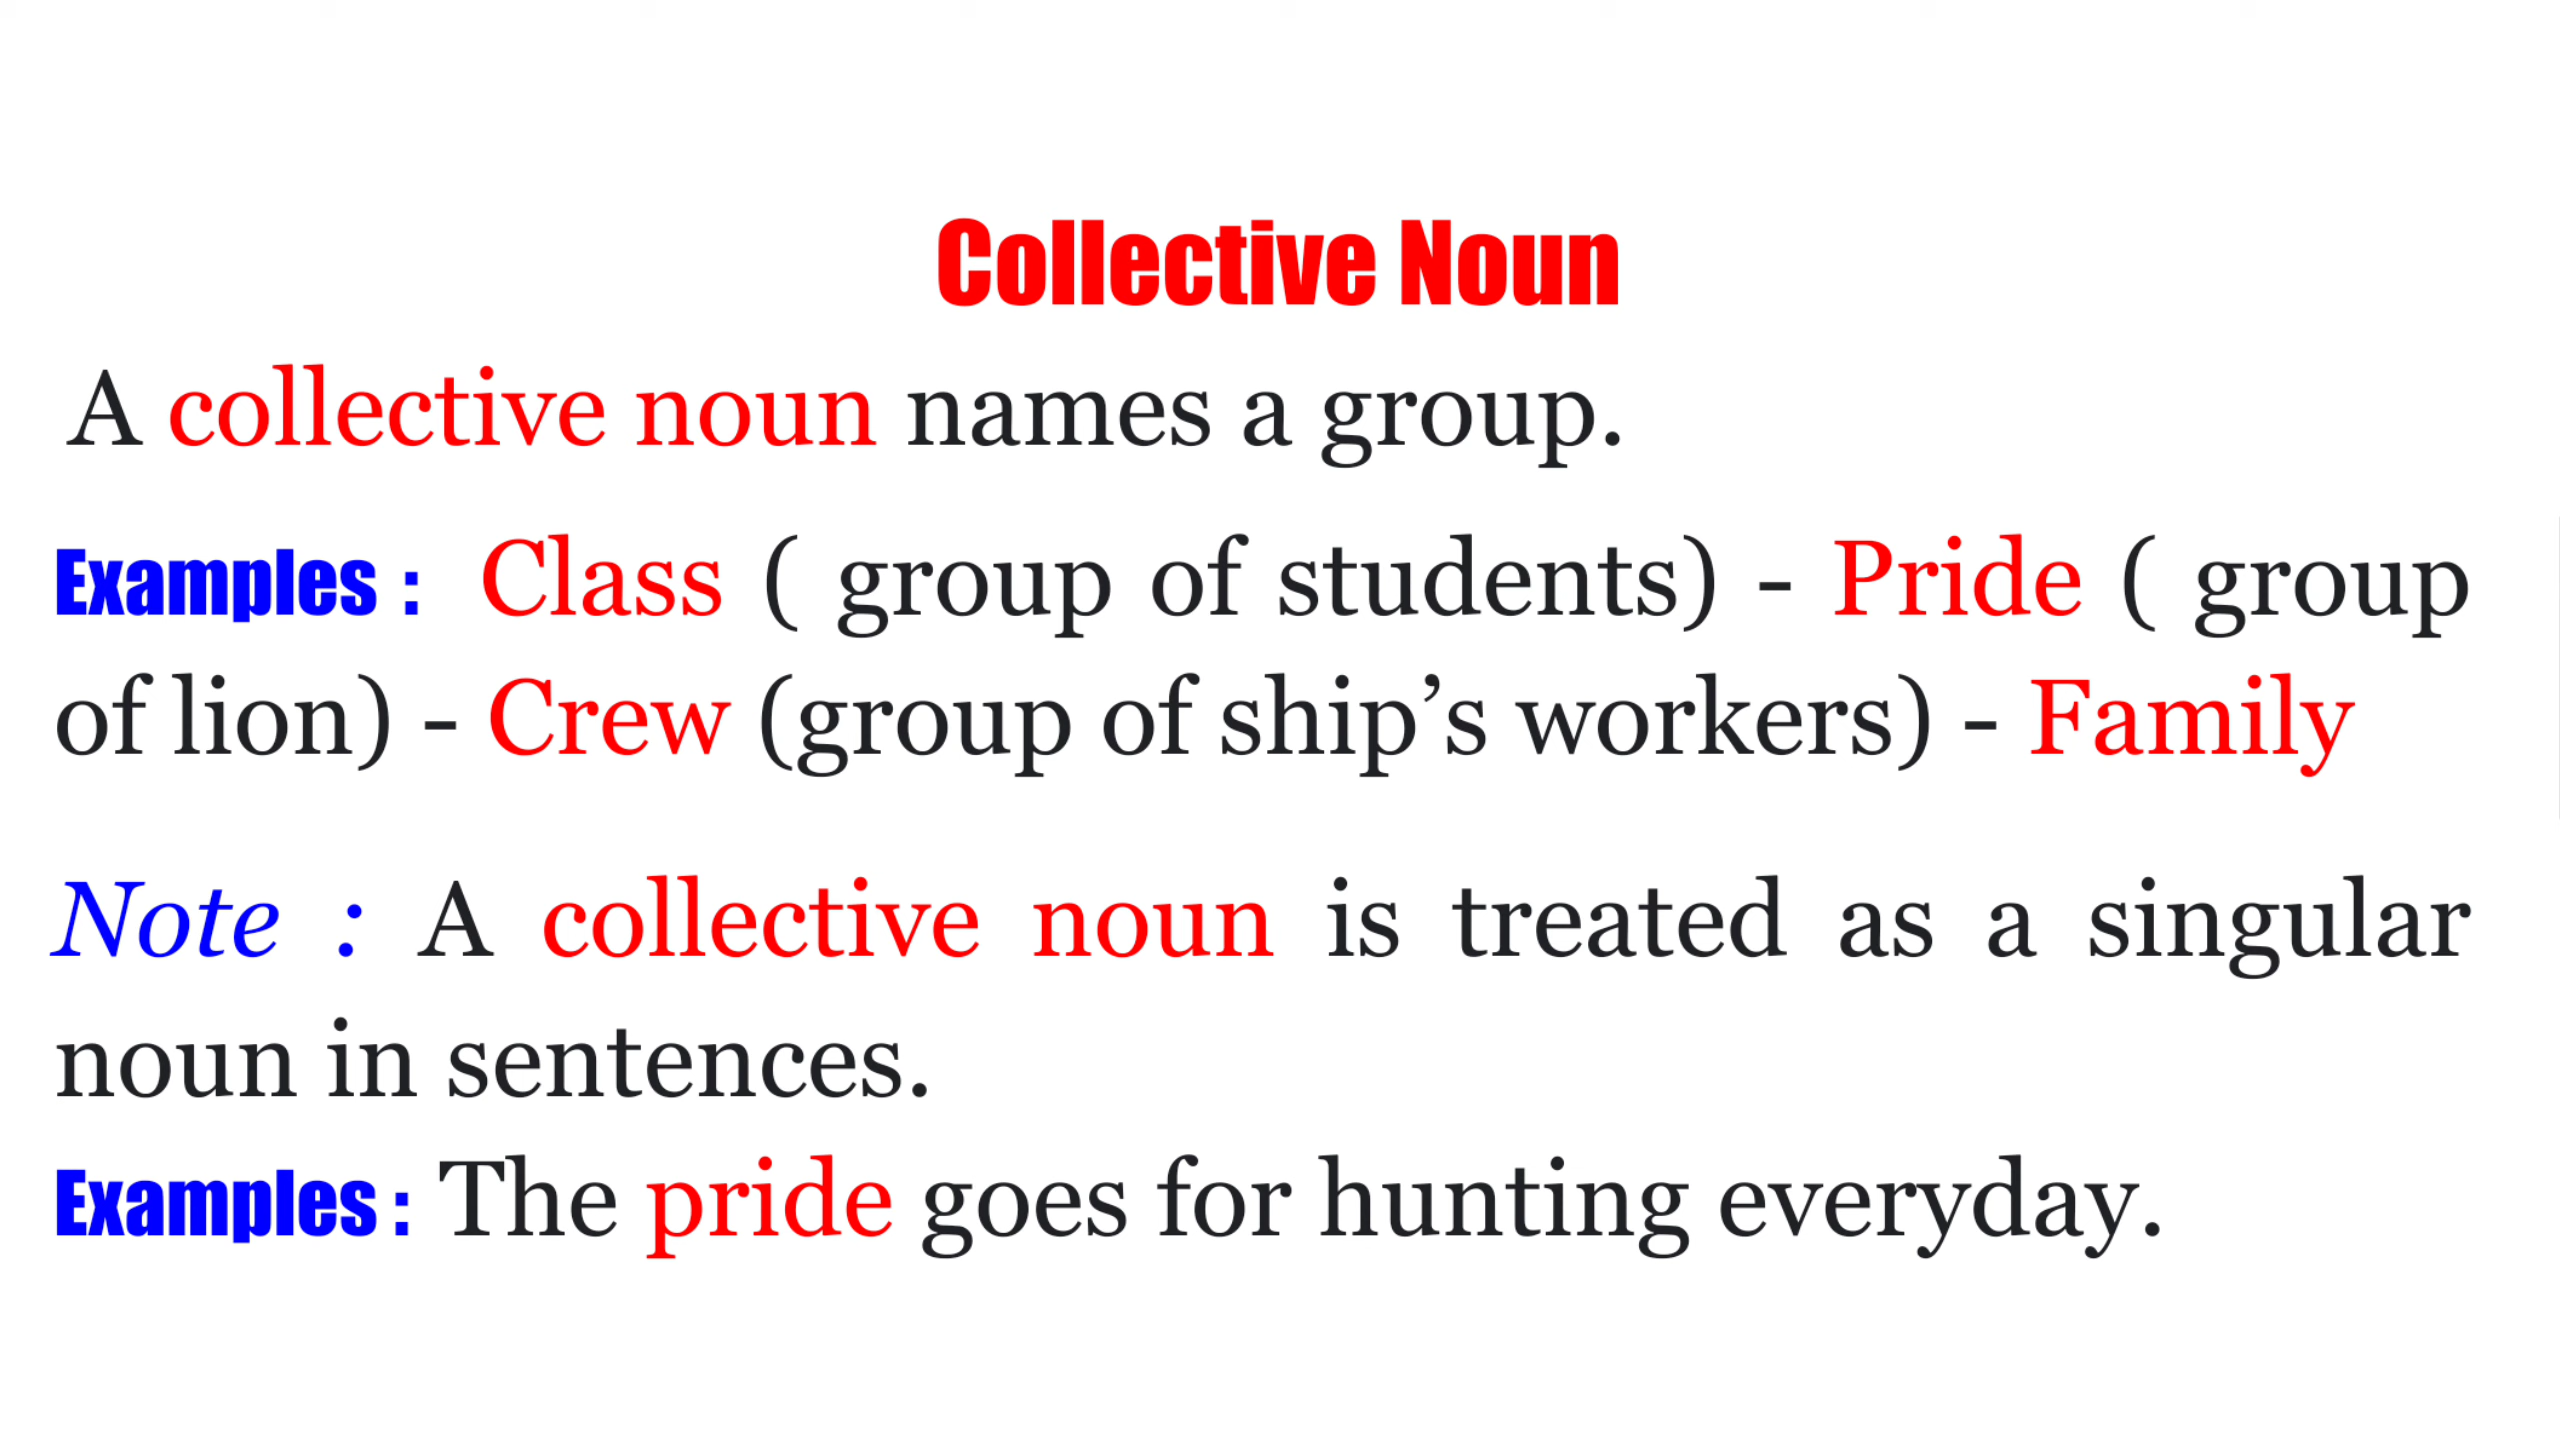 Collective Noun
A collective noun names a group.
Examples : Class ( group of students) - Pride ( group
of lion) - Crew (group of ship’s workers) - Family
Note : A collective noun is treated as a singular
noun in sentences.
Examples : The pride goes for hunting everyday.